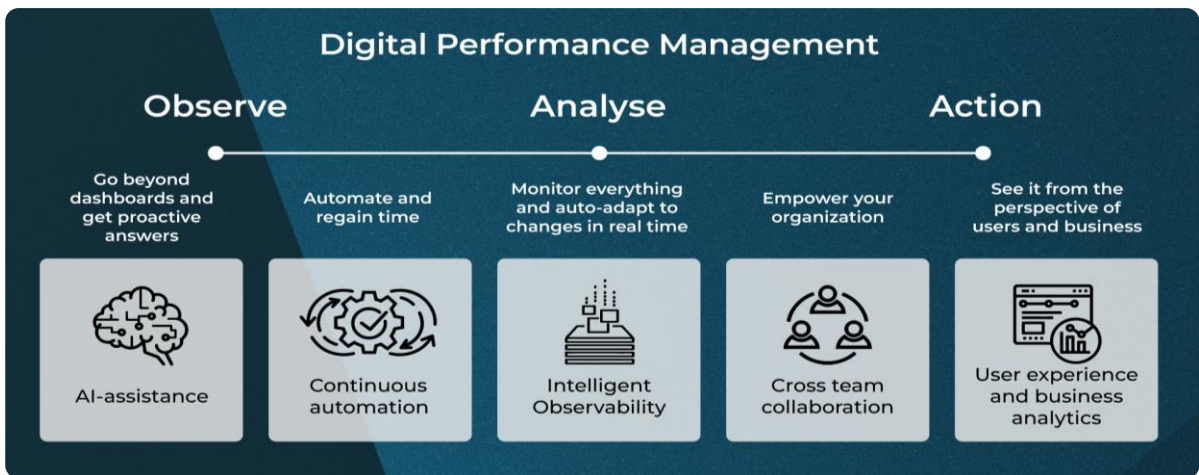 Digital Performance Management
Observe
Analyse
Action
Go beyond
dashboards and
get proactive
answers
Automate and
regain time
Monitor everything
and auto-adapt to
changes in real time
Empower your
organization
See it from the
perspective of
users and business
AI-assistance
Continuous
automation
Intelligent
Observability
Cross team
collaboration
User experience
and business
analytics